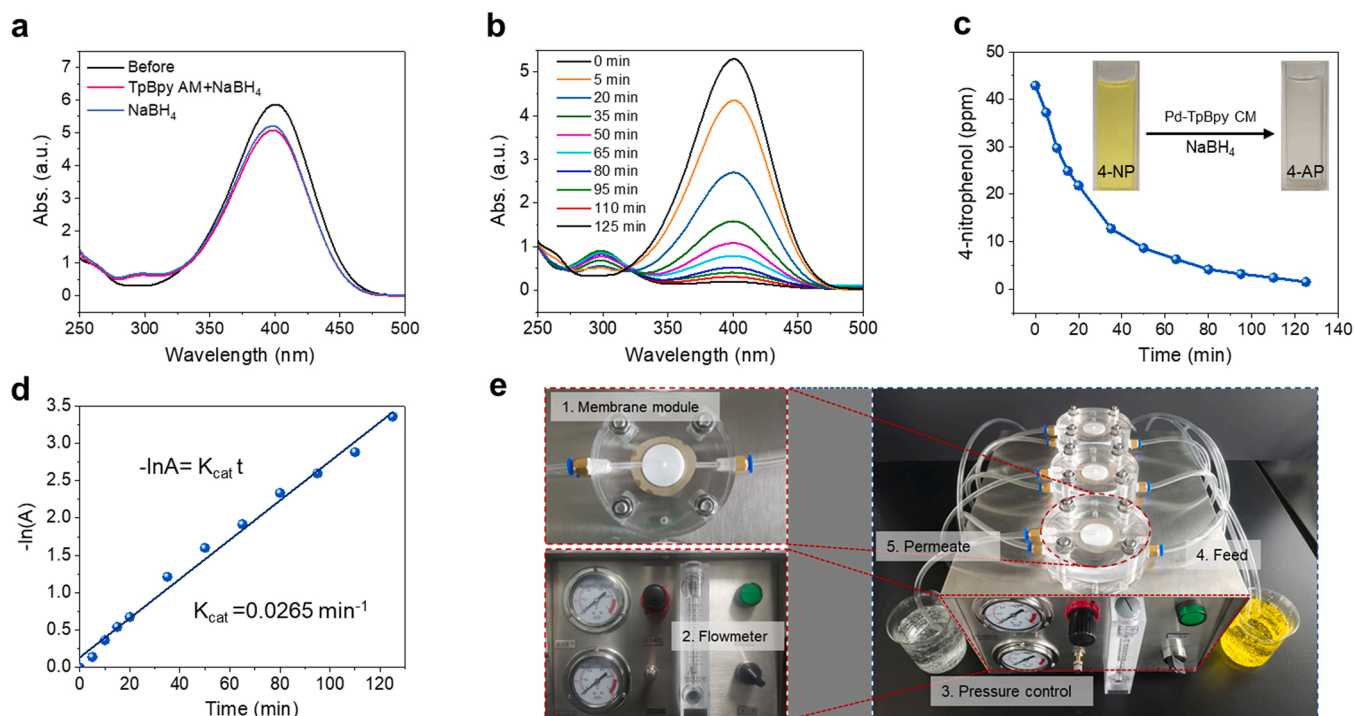 a
7
6
5
4
3
2
1
0
Abs. (a.u.)
Before
TpBpy AM+NaBH₄
NaBH₄
250 300 350 400 450 500
Wavelength (nm)
b
5
4
3
2
1
0
Abs. (a.u.)
0 min
5 min
20 min
35 min
50 min
65 min
80 min
95 min
110 min
125 min
250 300 350 400 450 500
Wavelength (nm)
c
50
40
30
20
10
0
4-nitrophenol (ppm)
Pd-TpBpy CM
NaBH₄
4-NP
4-AP
0 20 40 60 80 100 120 140
Time (min)
d
3.5
3.0
2.5
2.0
1.5
1.0
0.5
0.0
-ln(A)
-lnA= Kcat t
Kcat =0.0265 min⁻¹
0 20 40 60 80 100 120
Time (min)
e
1. Membrane module
2. Flowmeter
5. Permeate
4. Feed
3. Pressure control